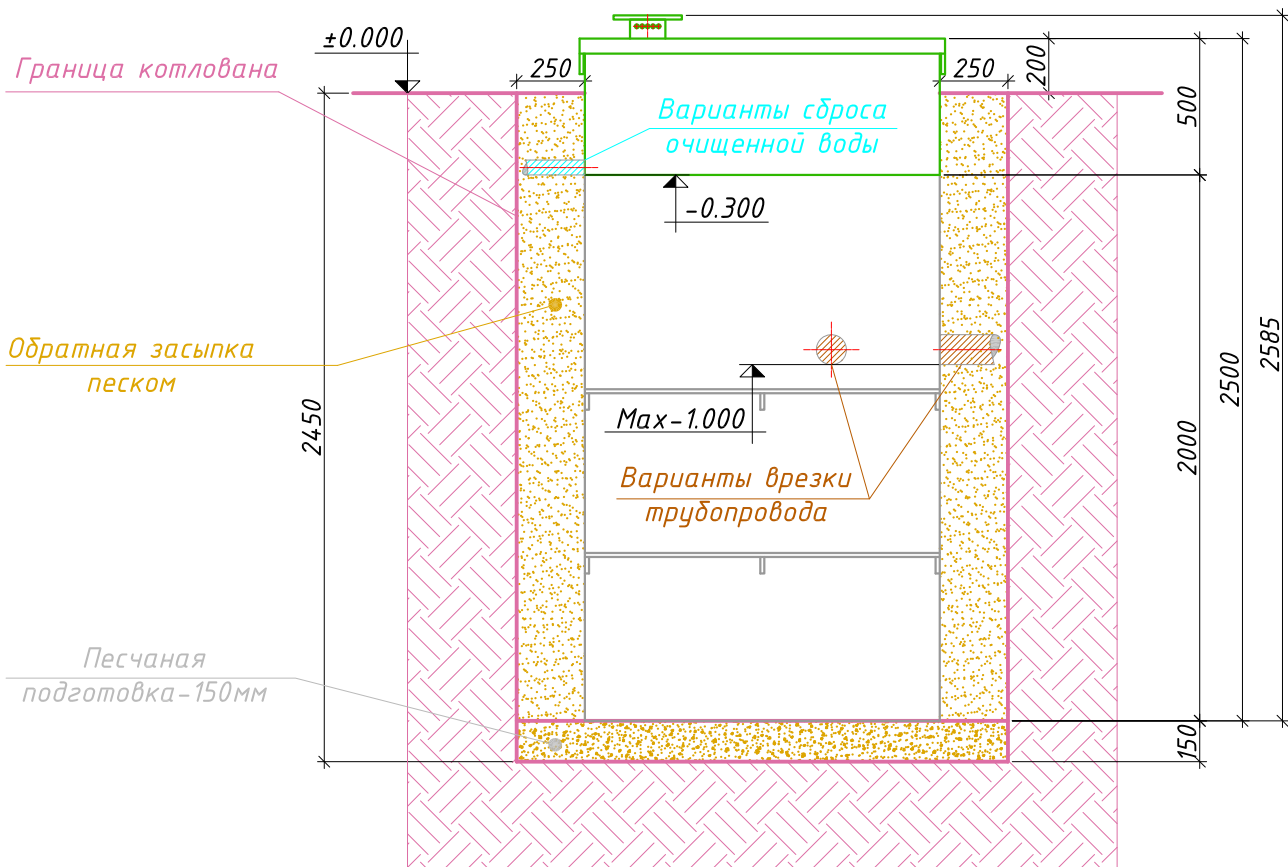 ±0.000
Граница котлована
250
250
200
500
Варианты сброса
очищенной воды
-0.300
Обратная засыпка
песком
2450
Max-1.000
Варианты врезки
трубопровода
2000
2500
2585
Песчаная
подготовка-150мм
150